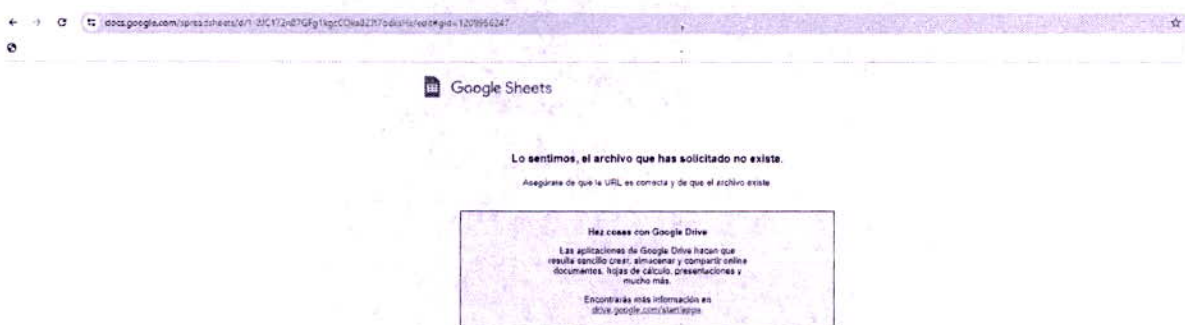 Google Sheets
Lo sentimos, el archivo que has solicitado no existe.
Asegúrate de que la URL es correcta y de que el archivo existe
Haz cosas con Google Drive
Las aplicaciones de Google Drive hacen que
resulta sencillo crear, almacenar y compartir online
documentos, hojas de cálculo, presentaciones y
mucho más.
Encontrarás más información en
drive.google.com/start/apps